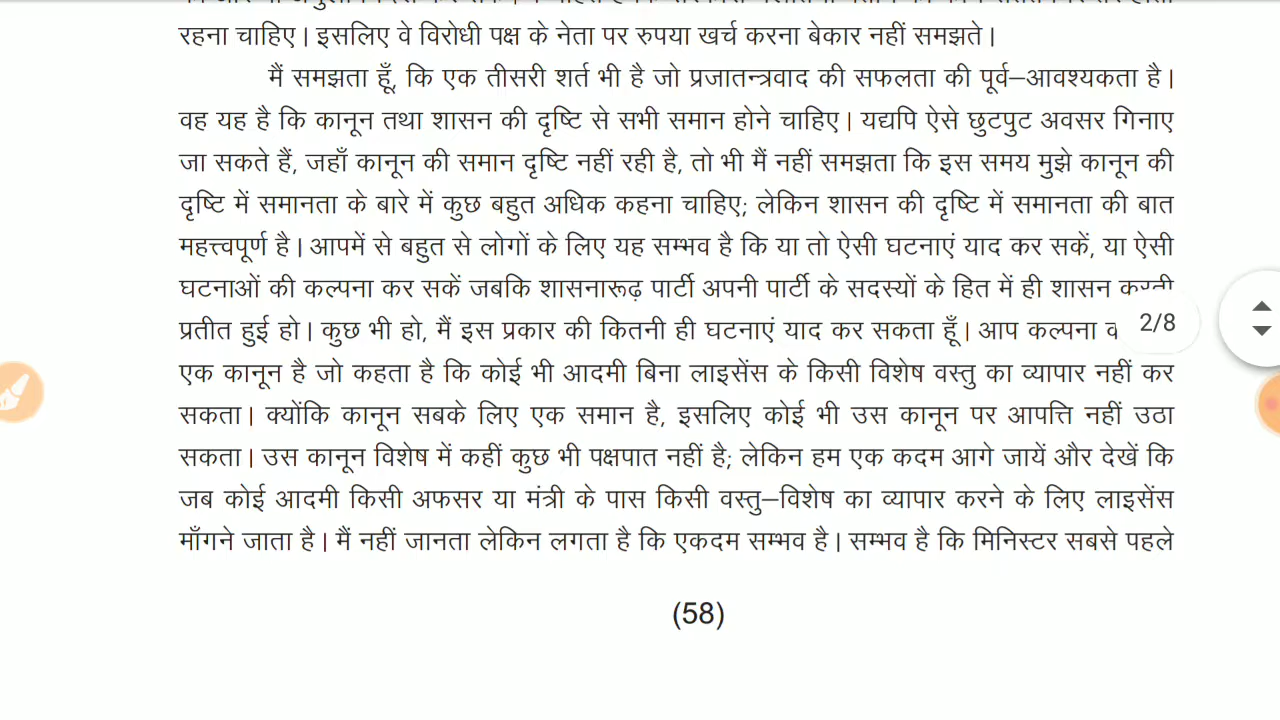 रहना चाहिए। इसलिए वे विरोधी पक्ष के नेता पर रुपया खर्च करना बेकार नहीं समझते।
मैं समझता हूँ, कि एक तीसरी शर्त भी है जो प्रजातन्त्रवाद की सफलता की पूर्व–आवश्यकता है।
वह यह है कि कानून तथा शासन की दृष्टि से सभी समान होने चाहिए। यद्यपि ऐसे छुटपुट अवसर गिनाए
जा सकते हैं, जहाँ कानून की समान दृष्टि नहीं रही है, तो भी मैं नहीं समझता कि इस समय मुझे कानून की
दृष्टि में समानता के बारे में कुछ बहुत अधिक कहना चाहिए; लेकिन शासन की दृष्टि में समानता की बात
महत्त्वपूर्ण है। आपमें से बहुत से लोगों के लिए यह सम्भव है कि या तो ऐसी घटनाएं याद कर सकें, या ऐसी
घटनाओं की कल्पना कर सकें जबकि शासनारूढ़ पार्टी अपनी पार्टी के सदस्यों के हित में ही शासन करती
प्रतीत हुई हो। कुछ भी हो, मैं इस प्रकार की कितनी ही घटनाएं याद कर सकता हूँ। आप कल्पना
2/8
एक कानून है जो कहता है कि कोई भी आदमी बिना लाइसेंस के किसी विशेष वस्तु का व्यापार नहीं कर
सकता। क्योंकि कानून सबके लिए एक समान है, इसलिए कोई भी उस कानून पर आपत्ति नहीं उठा
सकता। उस कानून विशेष में कहीं कुछ भी पक्षपात नहीं है; लेकिन हम एक कदम आगे जायें और देखें कि
जब कोई आदमी किसी अफसर या मंत्री के पास किसी वस्तु–विशेष का व्यापार करने के लिए लाइसेंस
माँगने जाता है। मैं नहीं जानता लेकिन लगता है कि एकदम सम्भव है। सम्भव है कि मिनिस्टर सबसे पहले
(58)